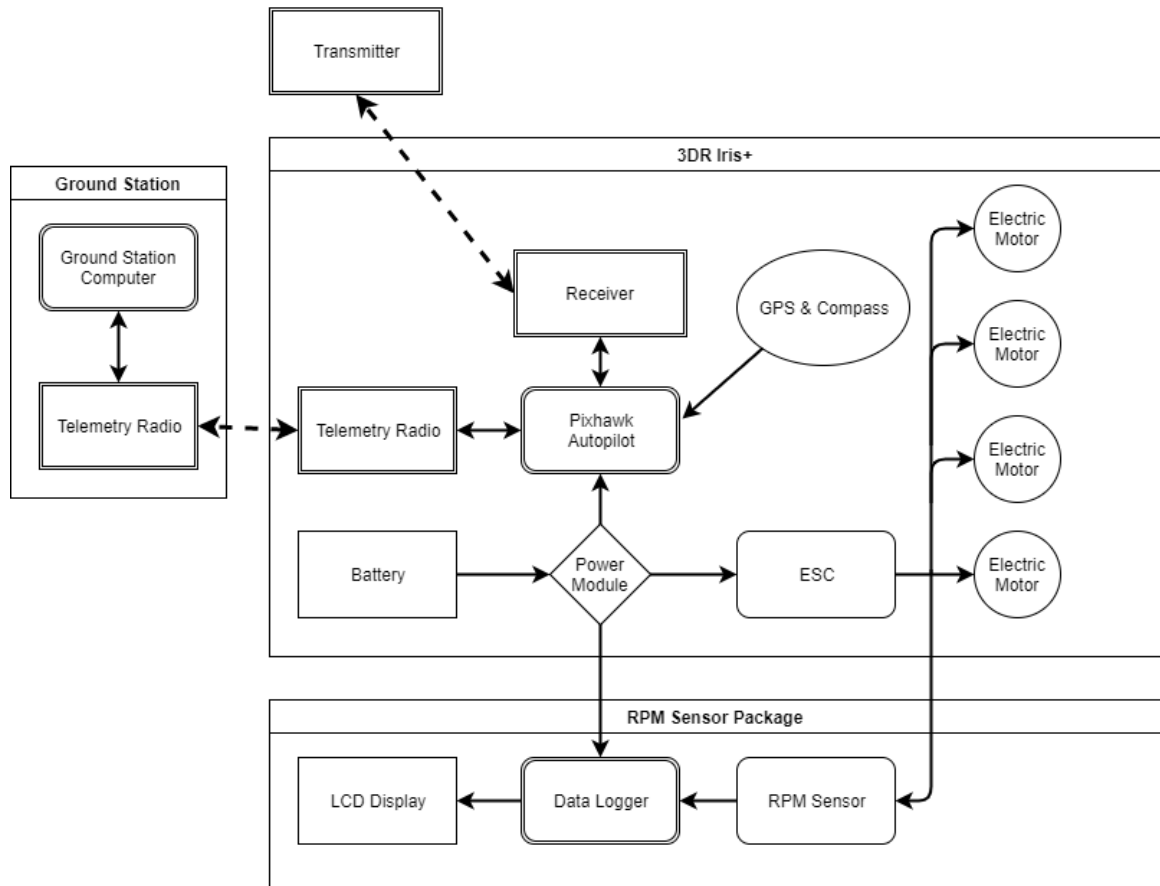 Transmitter
3DR Iris+
Ground Station
Ground Station
Computer
Telemetry Radio
Receiver
GPS & Compass
Electric
Motor
Electric
Motor
Telemetry Radio
Pixhawk
Autopilot
Electric
Motor
Battery
Power
Module
ESC
Electric
Motor
RPM Sensor Package
LCD Display
Data Logger
RPM Sensor